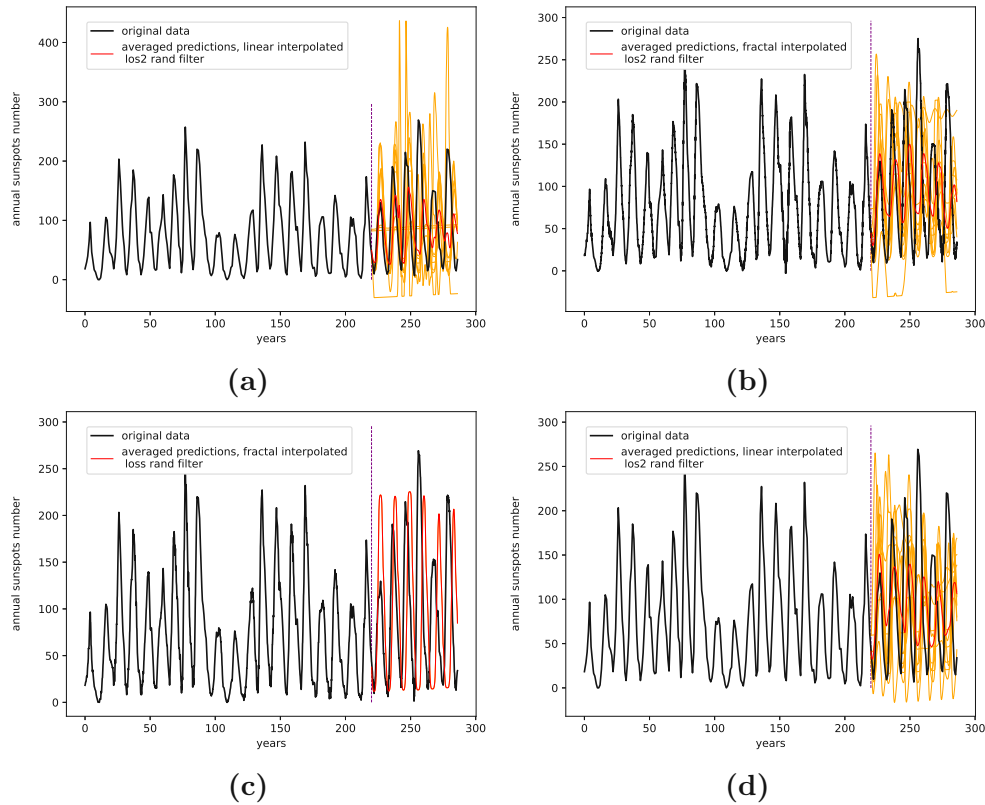 original data
averaged predictions, linear interpolated
los2 rand filter
annual sunspots number
400
300
200
100
0
0 50 100 150 200 250 300
years
(a)
original data
averaged predictions, fractal interpolated
los2 rand filter
annual sunspots number
300
250
200
150
100
50
0
0 50 100 150 200 250 300
years
(b)
original data
averaged predictions, fractal interpolated
loss rand filter
annual sunspots number
300
250
200
150
100
50
0
0 50 100 150 200 250 300
years
(c)
original data
averaged predictions, linear interpolated
los2 rand filter
annual sunspots number
300
250
200
150
100
50
0
0 50 100 150 200 250 300
years
(d)